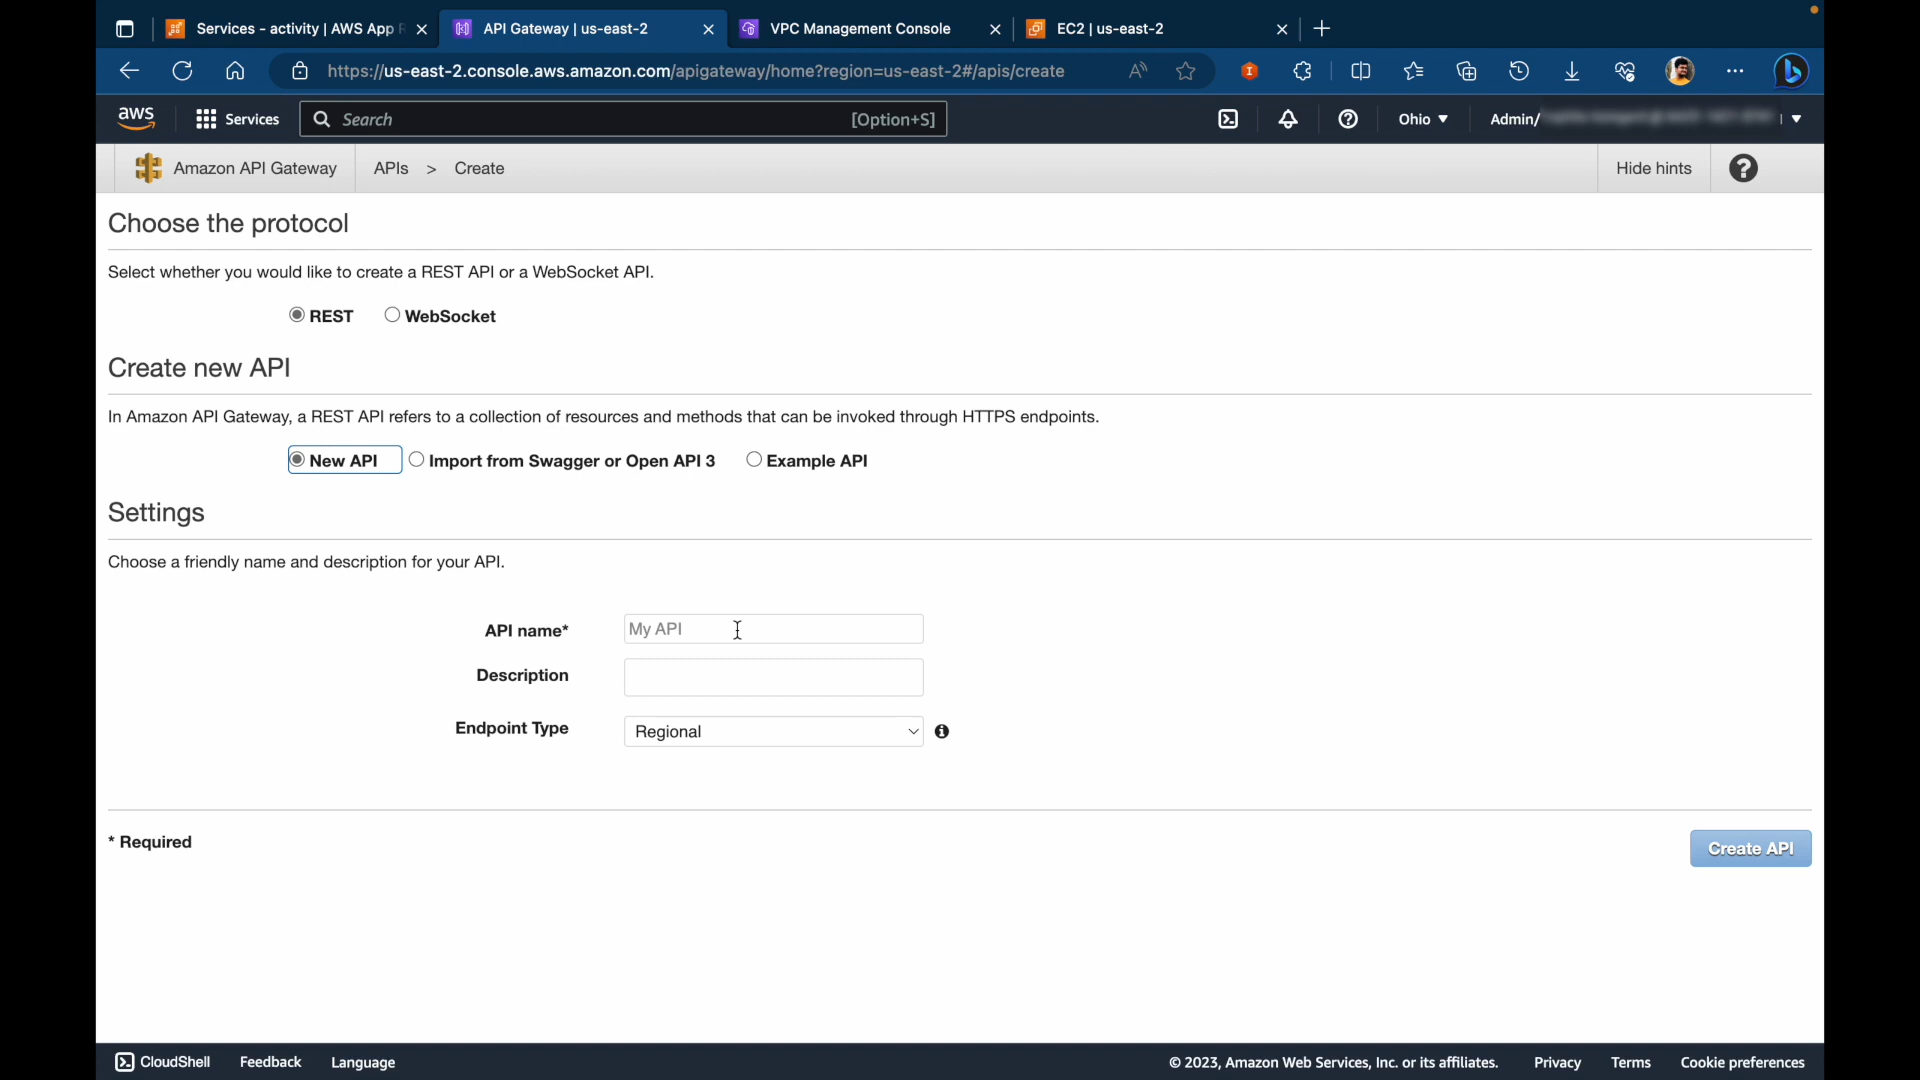 Services - activity | AWS App R
API Gateway | us-east-2
VPC Management Console
EC2 | us-east-2
https://us-east-2.console.aws.amazon.com/apigateway/home?region=us-east-2#/apis/create
aws
Services
Search
[Option+S]
Ohio
Admin/
Amazon API Gateway
APIs > Create
Hide hints
Choose the protocol
Select whether you would like to create a REST API or a WebSocket API.
REST WebSocket
Create new API
In Amazon API Gateway, a REST API refers to a collection of resources and methods that can be invoked through HTTPS endpoints.
New API Import from Swagger or Open API 3 Example API
Settings
Choose a friendly name and description for your API.
API name* My API
Description
Endpoint Type Regional
* Required
Create API
CloudShell Feedback Language © 2023, Amazon Web Services, Inc. or its affiliates. Privacy Terms Cookie preferences